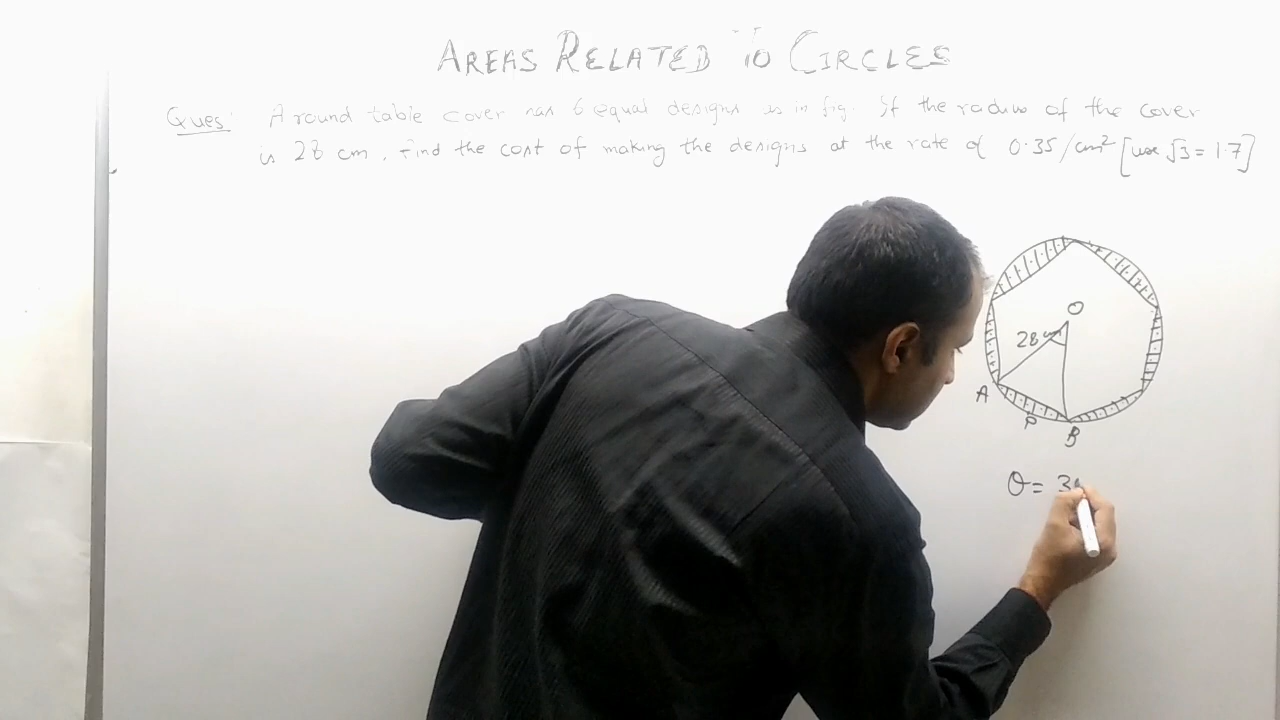 AREAS RELATED TO CIRCLES
Ques: A round table cover has 6 equal designs as in fig. If the radius of the cover
is 28 cm. Find the cost of making the designs at the rate of 0.35/cm² [use √3 = 1.7]
O
28 cm
A
P
B
θ = 3